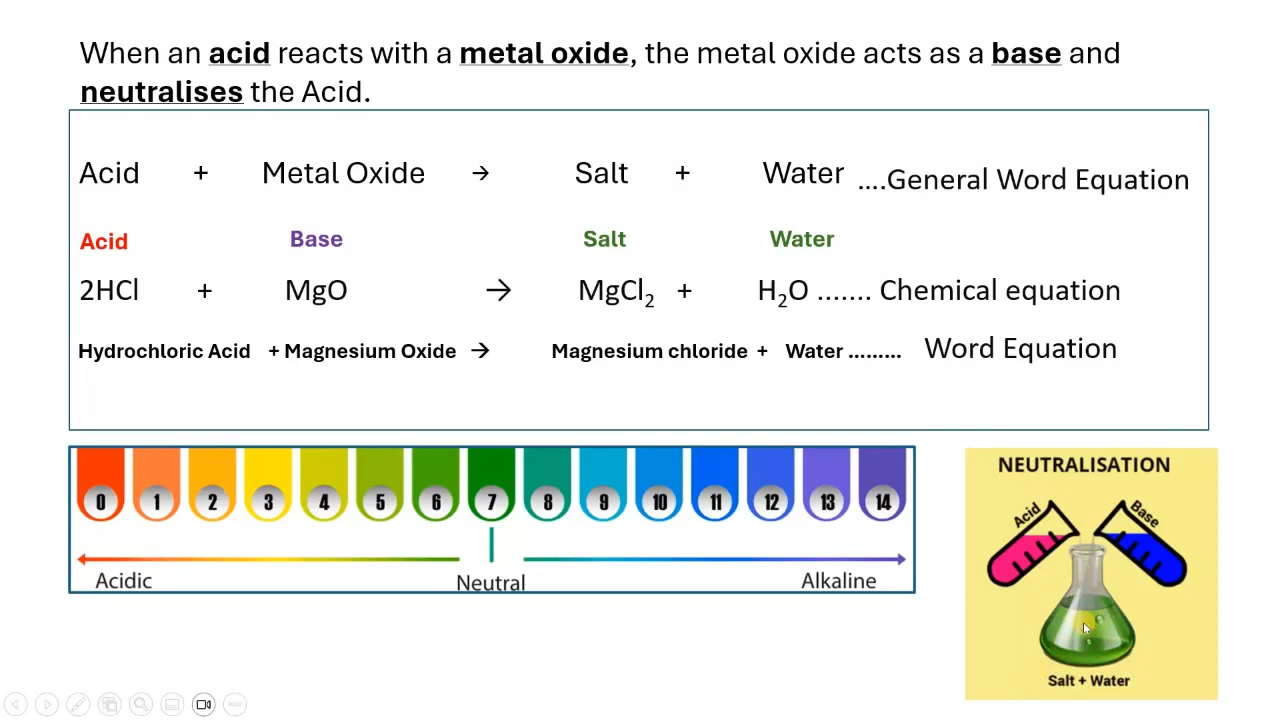 When an acid reacts with a metal oxide, the metal oxide acts as a base and
neutralises the Acid.
Acid + Metal Oxide → Salt + Water ....General Word Equation
Acid Base Salt Water
2HCl + MgO → MgCl₂ + H₂O ....... Chemical equation
Hydrochloric Acid + Magnesium Oxide → Magnesium chloride + Water ......... Word Equation
0 1 2 3 4 5 6 7 8 9 10 11 12 13 14
Acidic Neutral Alkaline
NEUTRALISATION
Acid Base
Salt + Water